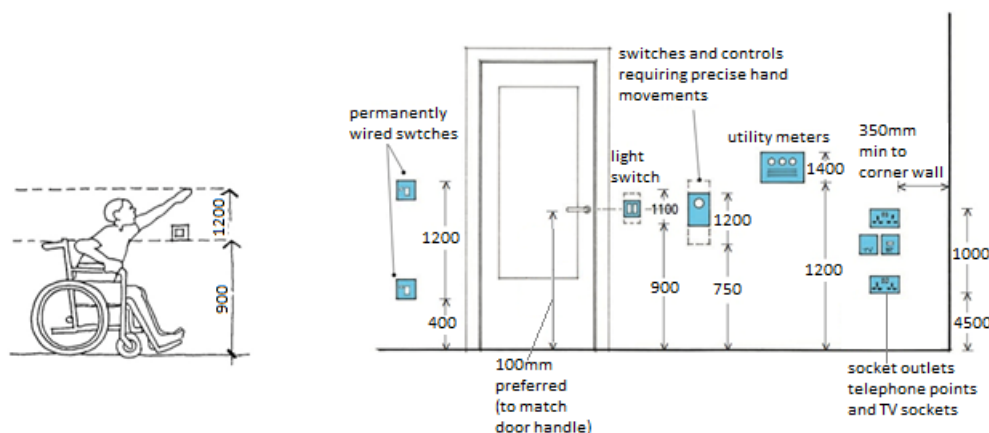 1200
900
permanently
wired swtches
1200
400
100mm
preferred
(to match
door handle)
light
switch
1100
900
switches and controls
requiring precise hand
movements
1200
750
utility meters
1400
1200
350mm
min to
corner wall
1000
4500
socket outlets
telephone points
and TV sockets